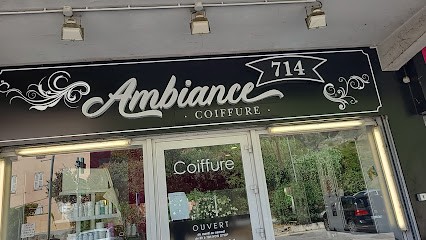 Ambiance 714
· COIFFURE ·
Coiffure
OUVERT